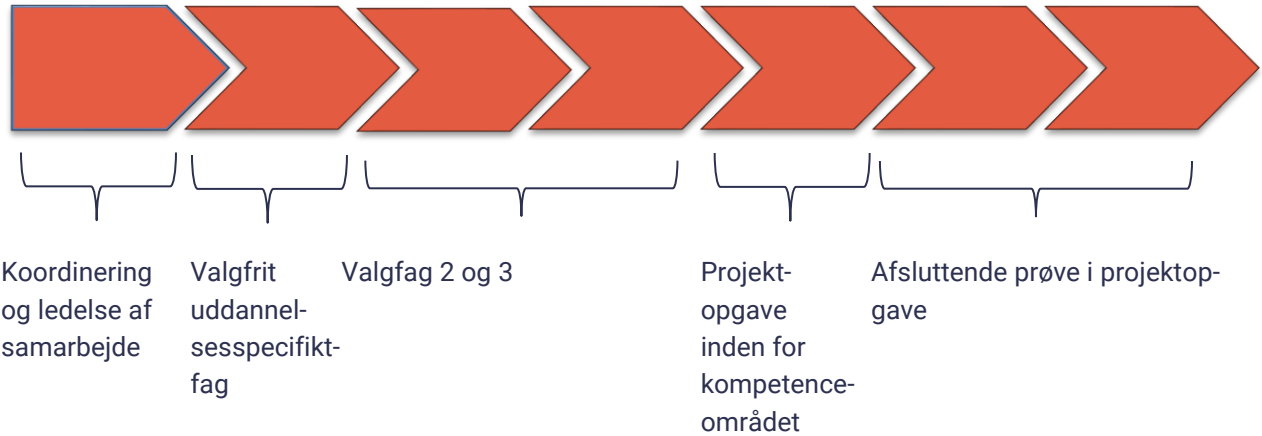 Koordinering
og ledelse af
samarbejde
Valgfrit
uddannel-
sesspecifikt-
fag
Valgfag 2 og 3
Projekt-
opgave
inden for
kompetence-
området
Afsluttende prøve i projektop-
gave